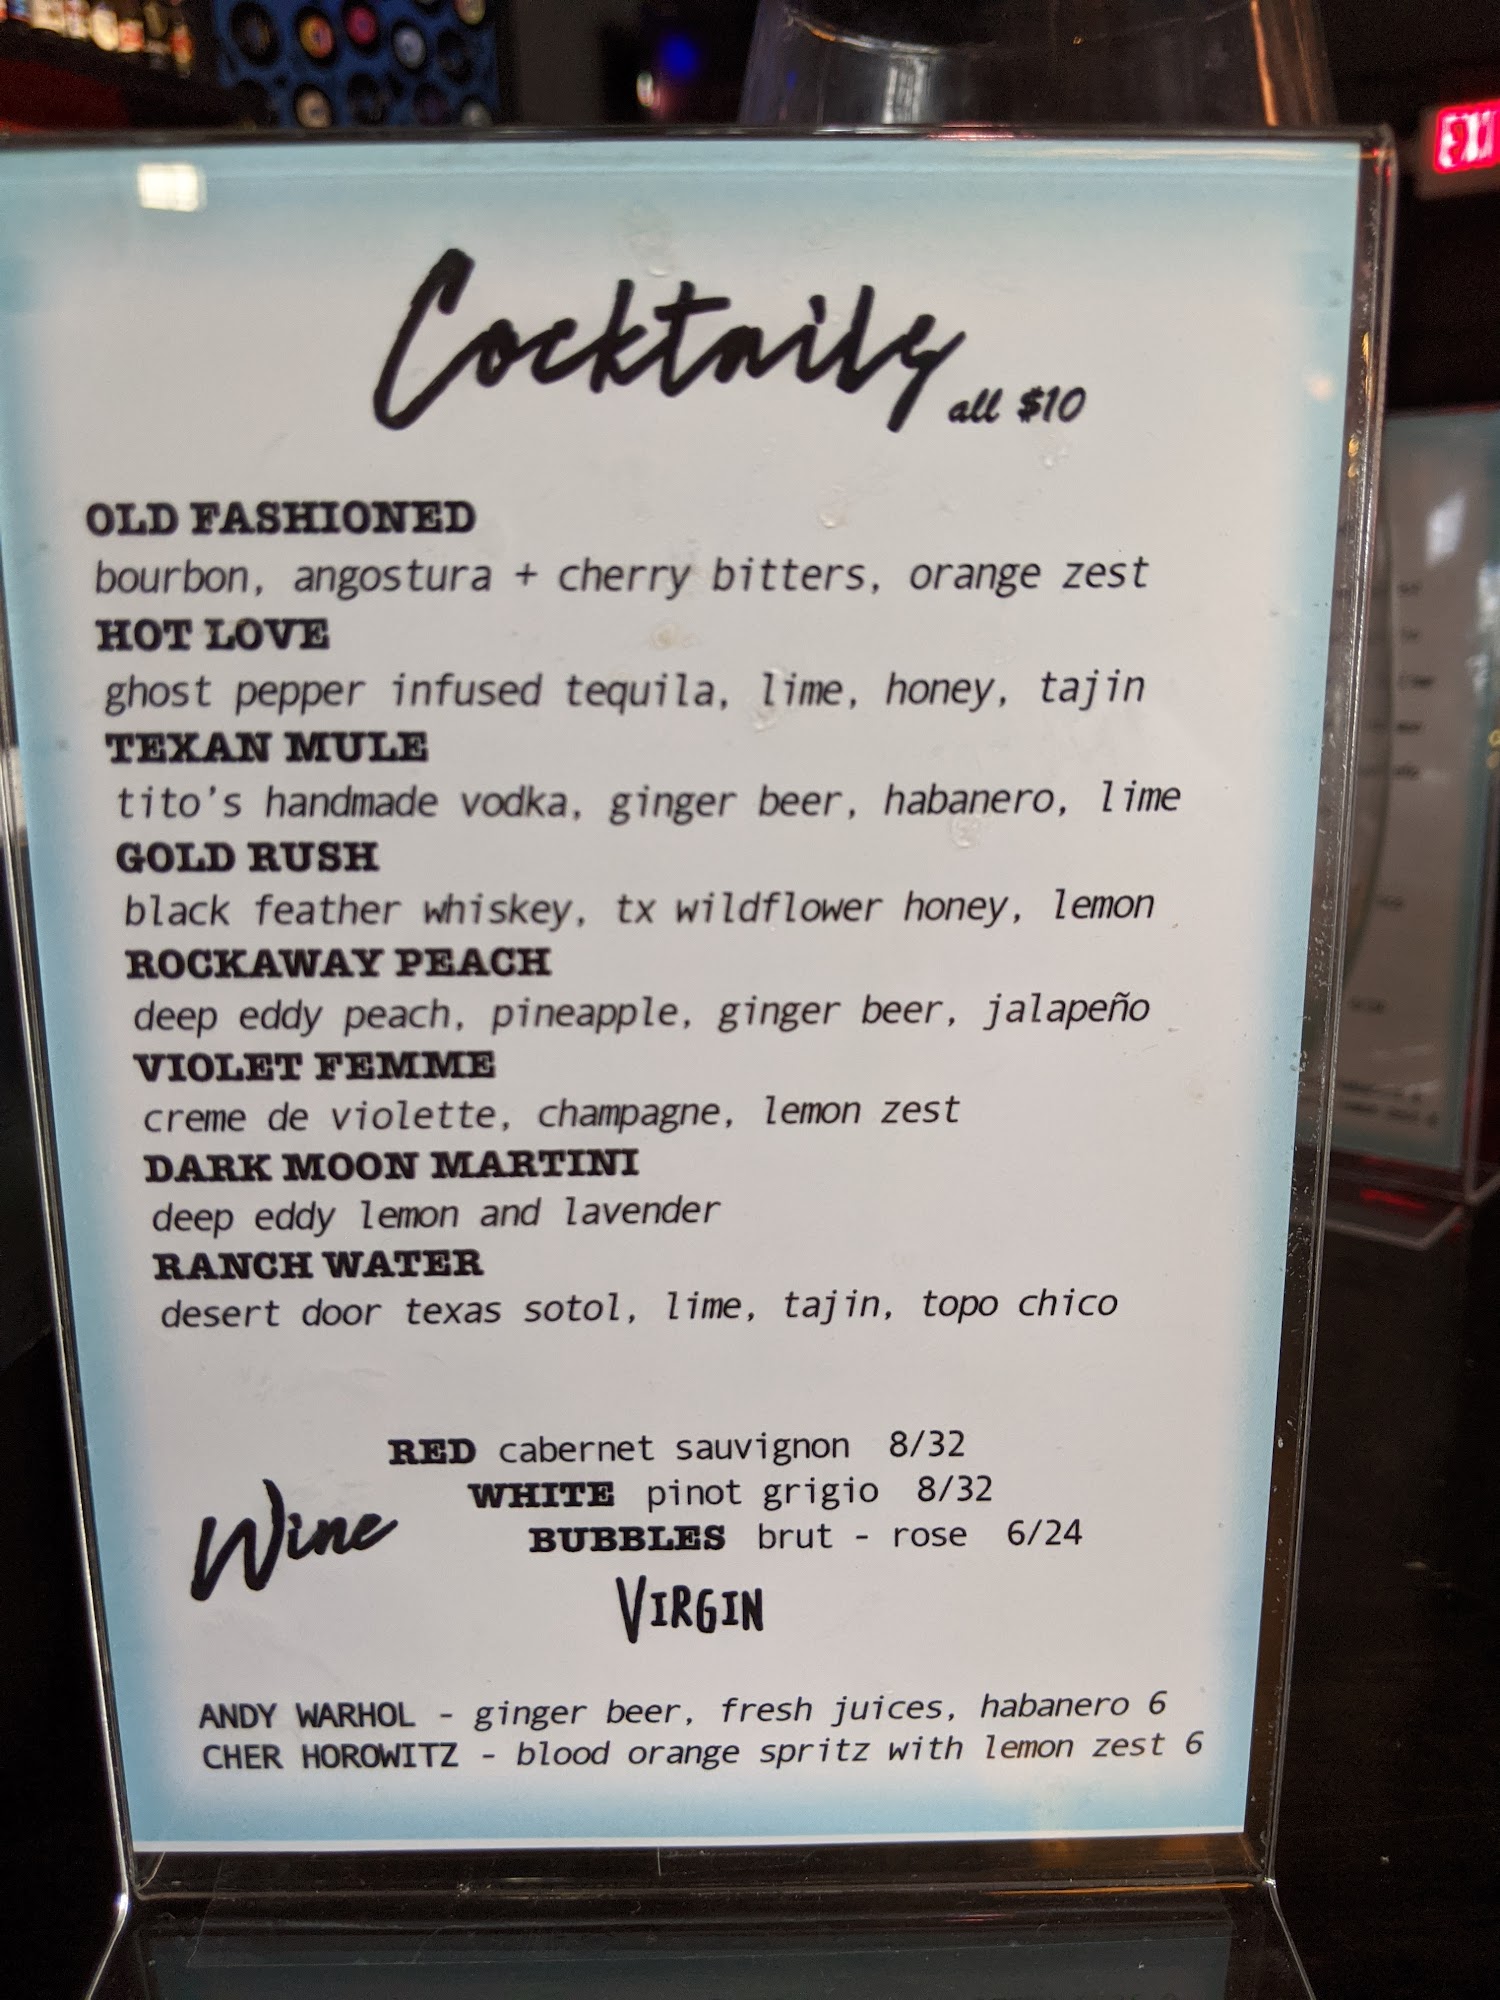 EXIT
Cocktails all $10
OLD FASHIONED
bourbon, angostura + cherry bitters, orange zest
HOT LOVE
ghost pepper infused tequila, lime, honey, tajin
TEXAN MULE
tito's handmade vodka, ginger beer, habanero, lime
GOLD RUSH
black feather whiskey, tx wildflower honey, lemon
ROCKAWAY PEACH
deep eddy peach, pineapple, ginger beer, jalapeño
VIOLET FEMME
creme de violette, champagne, lemon zest
DARK MOON MARTINI
deep eddy lemon and lavender
RANCH WATER
desert door texas sotol, lime, tajin, topo chico
Wine
RED cabernet sauvignon 8/32
WHITE pinot grigio 8/32
BUBBLES brut - rose 6/24
VIRGIN
ANDY WARHOL - ginger beer, fresh juices, habanero 6
CHER HOROWITZ - blood orange spritz with lemon zest 6